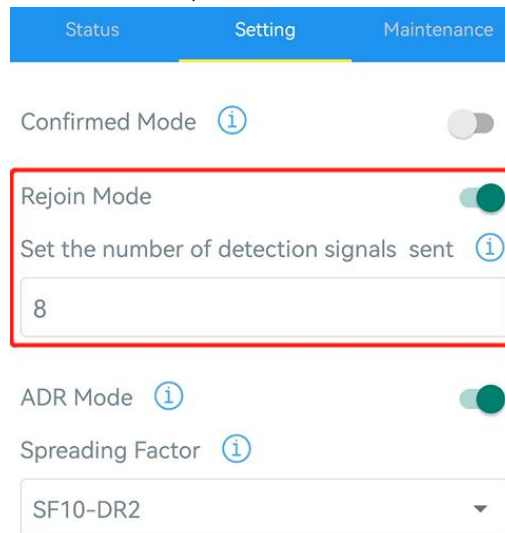 Status Setting Maintenance
Confirmed Mode i
Rejoin Mode
Set the number of detection signals sent i
8
ADR Mode i
Spreading Factor i
SF10-DR2